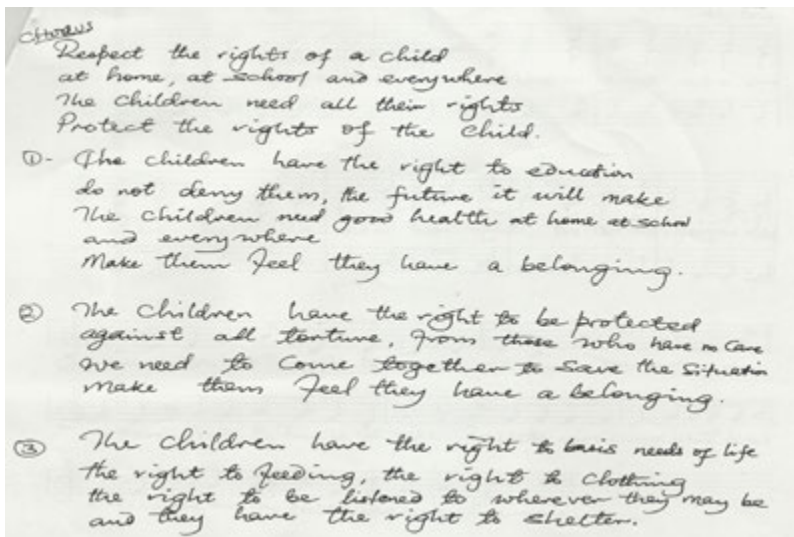 Chorus
Respect the rights of a child
at home, at school and everywhere
The children need all their rights
Protect the rights of the child.
①- The children have the right to education
do not deny them, the future it will make
The children need good health at home at school
and everywhere
Make them feel they have a belonging.
② The children have the right to be protected
against all torture, from those who have no care.
We need to come together to save the situation
make them feel they have a belonging.
③ The children have the right to basis needs of life
the right to feeding, the right to clothing
the right to be listened to wherever they may be
and they have the right to shelter.